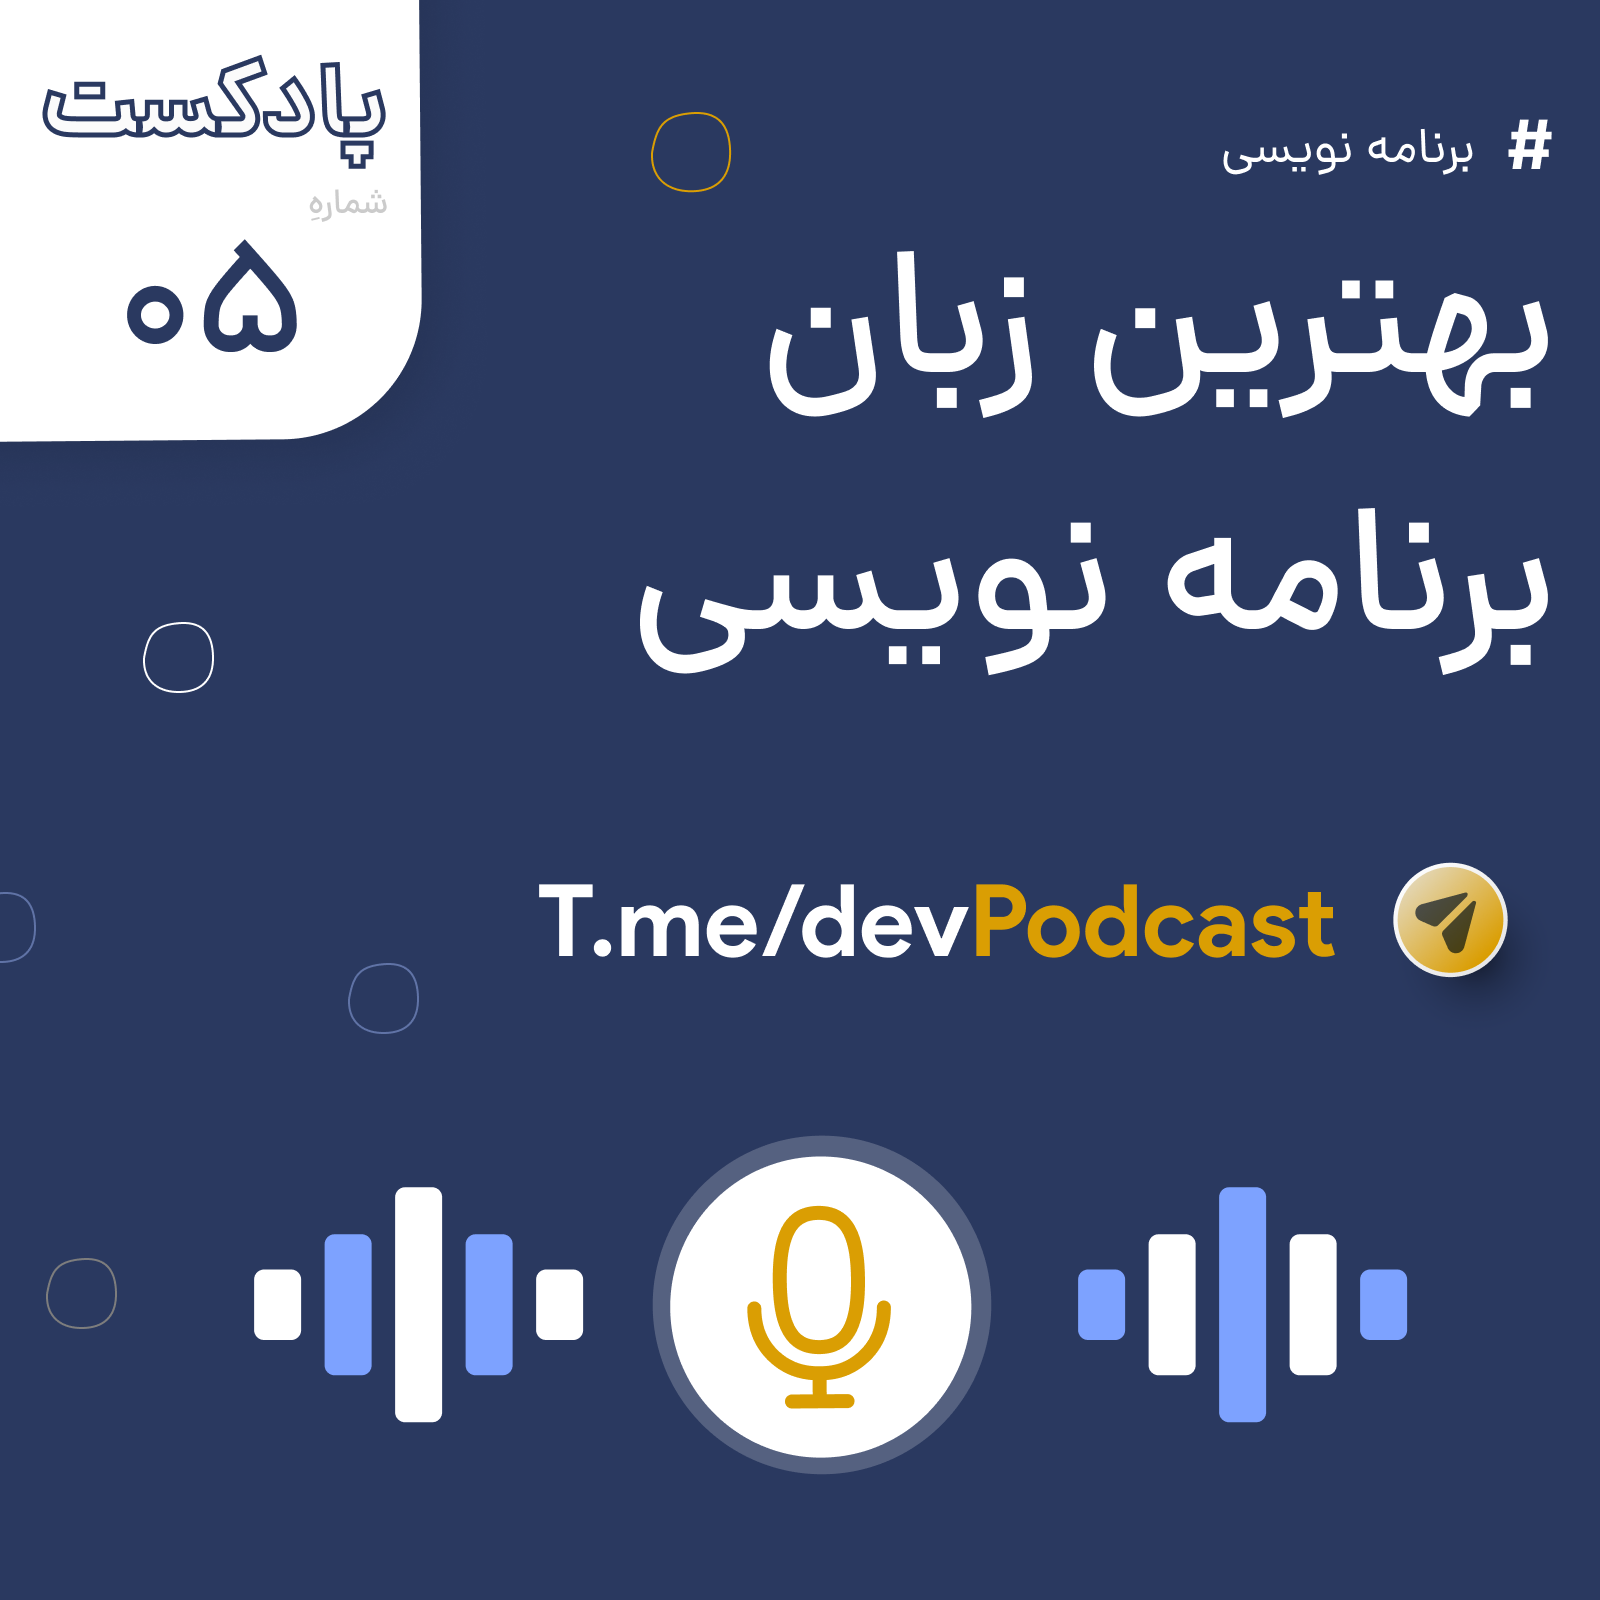 پادکست
شمارهِ
۰۵
# برنامه نویسی
بهترین زبان
برنامه نویسی
T.me/devPodcast